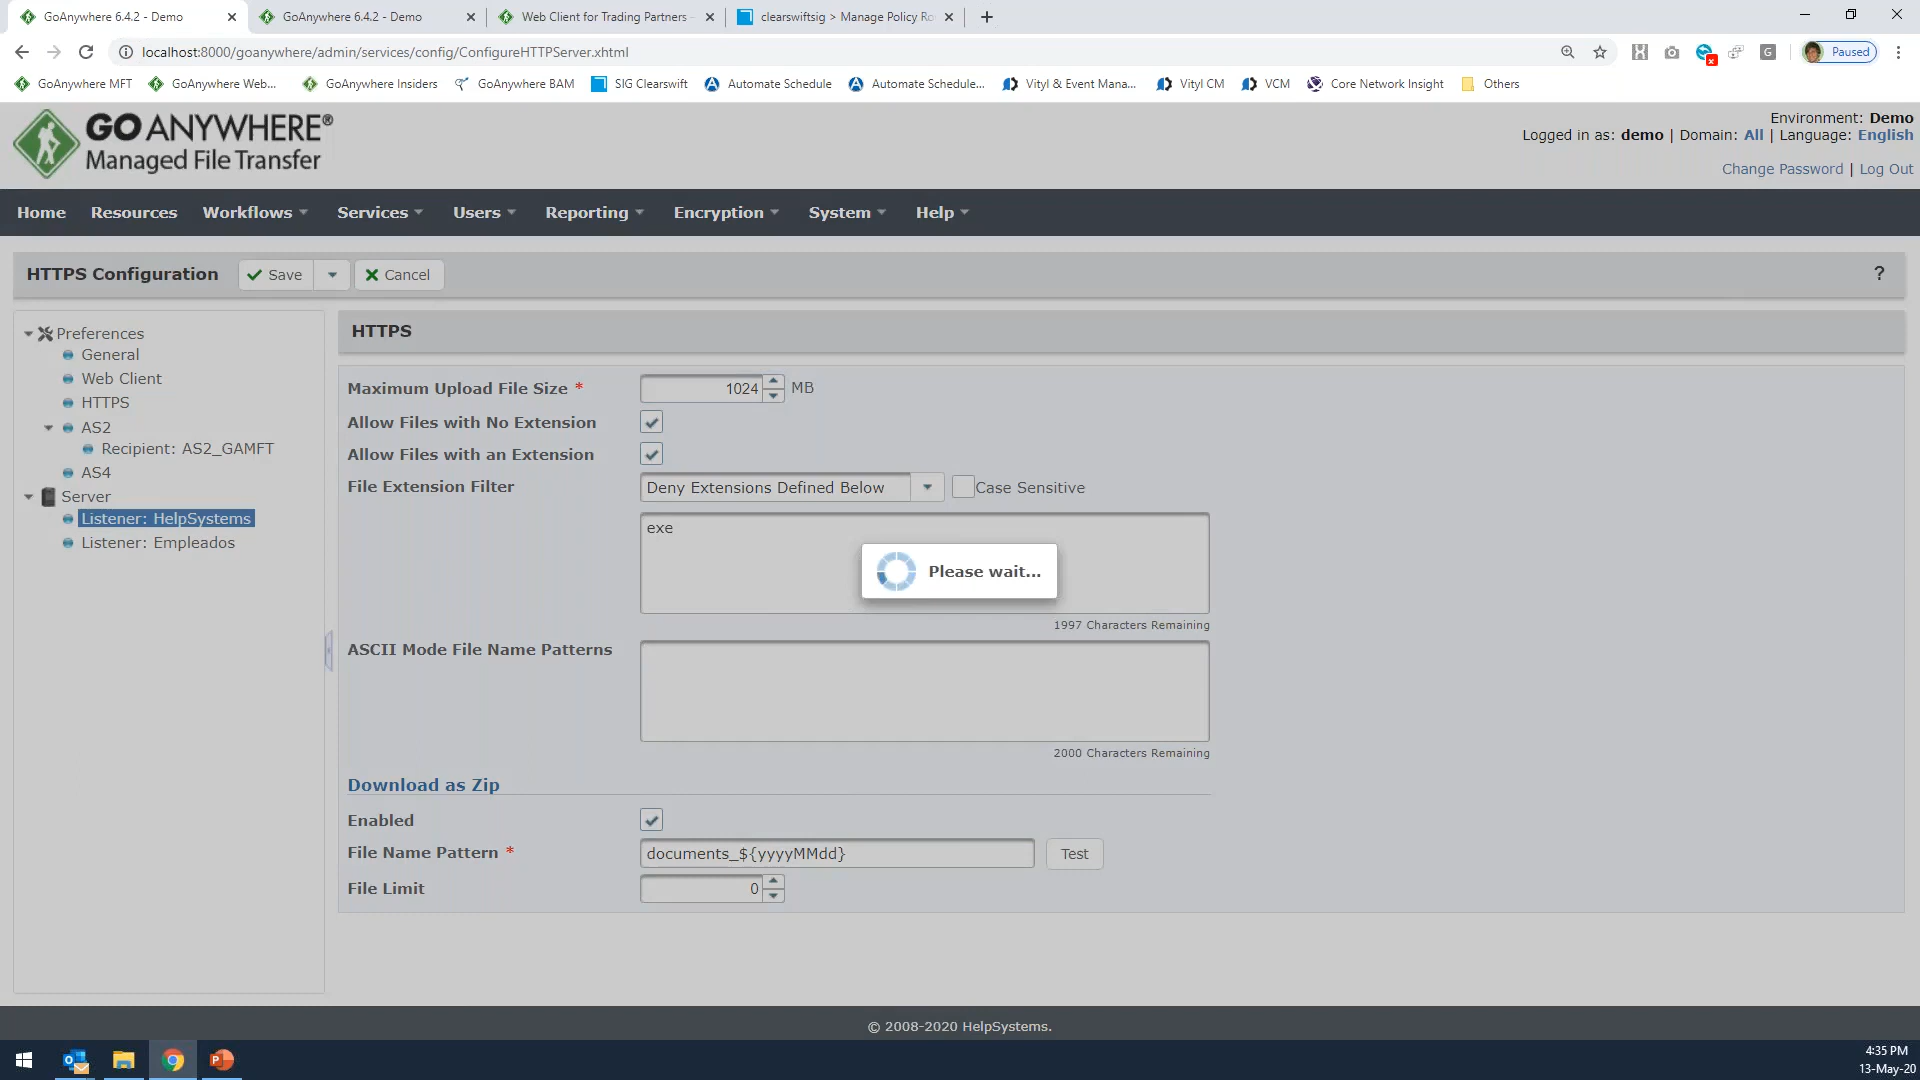 GoAnywhere 6.4.2 - Demo
GoAnywhere 6.4.2 - Demo
Web Client for Trading Partners -
clearswiftsig > Manage Policy Ro
localhost:8000/goanywhere/admin/services/config/ConfigureHTTPServer.xhtml
Paused
GoAnywhere MFT
GoAnywhere Web...
GoAnywhere Insiders
GoAnywhere BAM
SIG Clearswift
Automate Schedule
Automate Schedule...
Vityl & Event Mana...
Vityl CM
VCM
Core Network Insight
Others
GO ANYWHERE®
Managed File Transfer
Environment: Demo
Logged in as: demo | Domain: All | Language: English
Change Password | Log Out
Home Resources Workflows Services Users Reporting Encryption System Help
HTTPS Configuration
Save
Cancel
?
Preferences
General
Web Client
HTTPS
AS2
Recipient: AS2_GAMFT
AS4
Server
Listener: HelpSystems
Listener: Empleados
HTTPS
Maximum Upload File Size * 1024 MB
Allow Files with No Extension
Allow Files with an Extension
File Extension Filter Deny Extensions Defined Below Case Sensitive
exe
Please wait...
1997 Characters Remaining
ASCII Mode File Name Patterns
2000 Characters Remaining
Download as Zip
Enabled
File Name Pattern * documents_${yyyyMMdd} Test
File Limit 0
© 2008-2020 HelpSystems.
4:35 PM
13-May-20